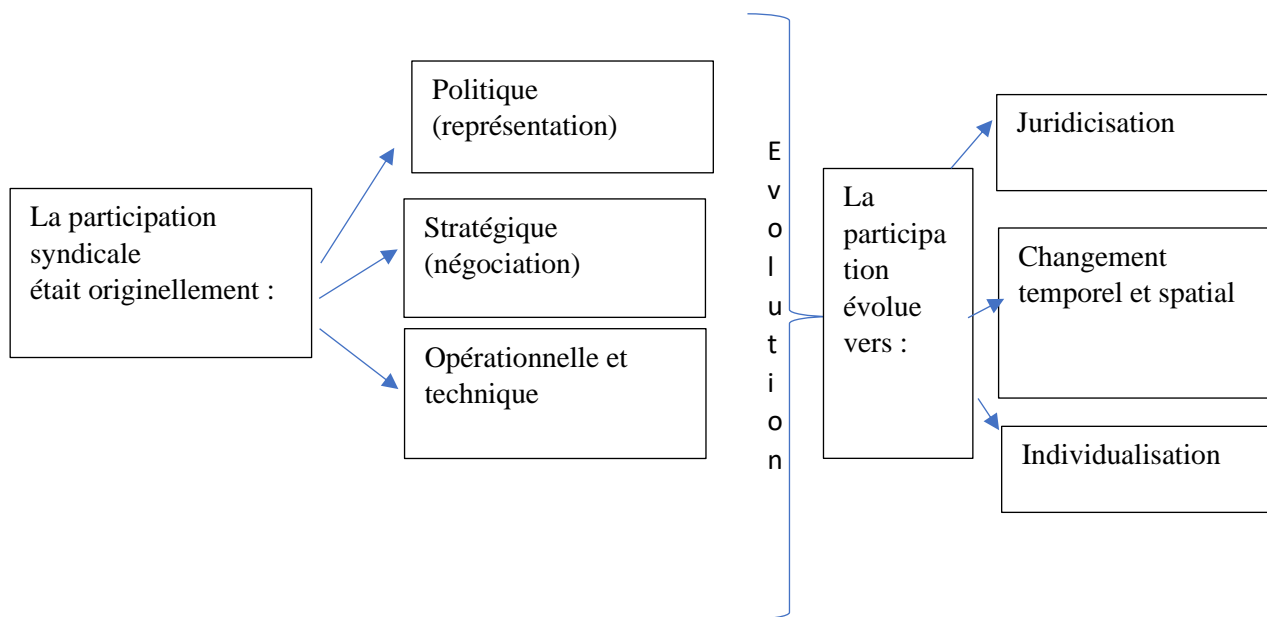 La participation
syndicale
était originellement :
Politique
(représentation)
Stratégique
(négociation)
Opérationnelle et
technique
Evolution
La
participa
tion
évolue
vers :
Juridicisation
Changement
temporel et spatial
Individualisation